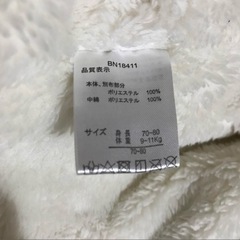 BN18411
品質表示
本体、別布部分
ポリエステル 100%
中綿
ポリエステル 100%
サイズ
身長 70-80
体重 9-11Kg
70-80